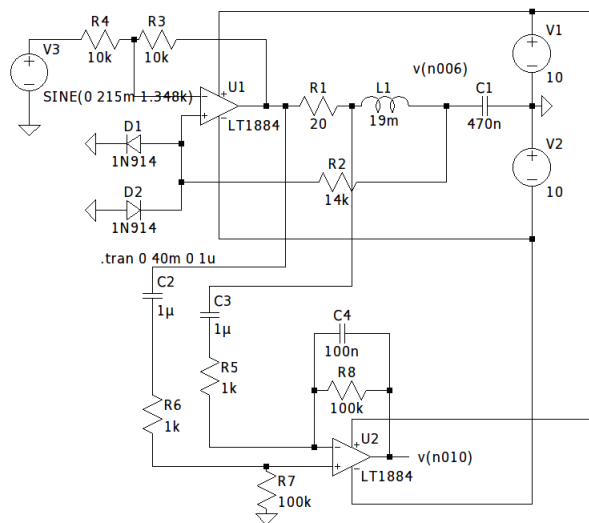 R4
R3
V1
V3
10k
10k
v(n006)
U1
R1
L1
C1
10
SINE(0 215m 1.348k)
LT1884
20
19m
470n
D1
R2
V2
1N914
14k
10
D2
1N914
.tran 0 40m 0 1u
C2
C3
1µ
1µ
C4
100n
R5
R8
1k
R6
100k
1k
U2
v(n010)
R7
LT1884
100k